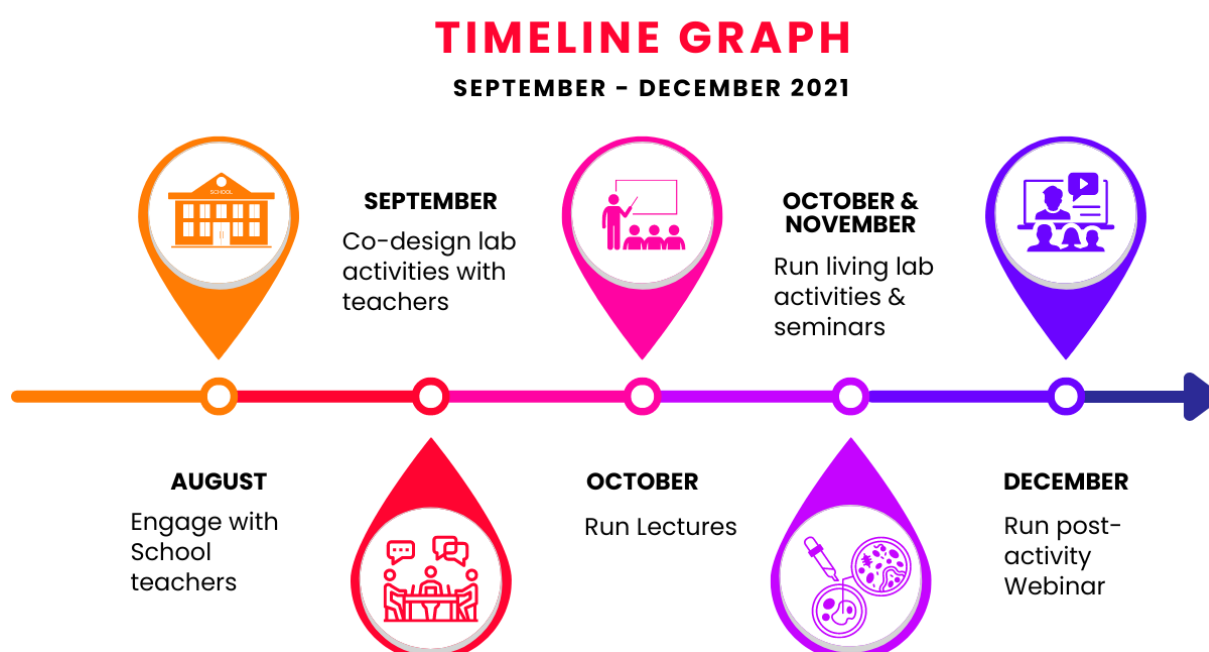 TIMELINE GRAPH
SEPTEMBER - DECEMBER 2021
SCHOOL
SEPTEMBER
Co-design lab
activities with
teachers
OCTOBER &
NOVEMBER
Run living lab
activities &
seminars
AUGUST
Engage with
School
teachers
OCTOBER
Run Lectures
DECEMBER
Run post-
activity
Webinar